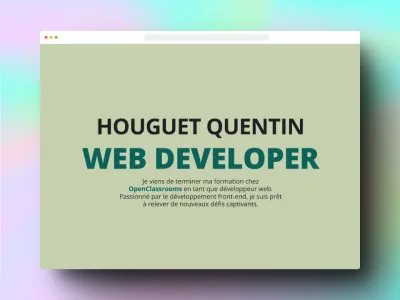 HOUGUET QUENTIN
WEB DEVELOPER
Je viens de terminer ma formation chez
OpenClassrooms en tant que développeur web.
Passionné par le développement front-end, je suis prêt
à relever de nouveaux défis captivants.